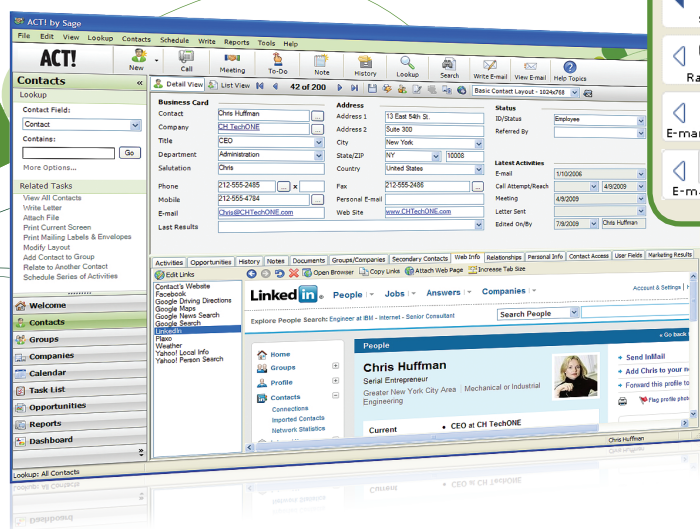 ACT! by Sage
File Edit View Lookup Contacts Schedule Write Reports Tools Help
ACT!
New Call Meeting To-Do Note History Lookup Search Write E-mail View E-mail Help Topics
Contacts «
Lookup
Contact Field:
Contact
Contains:
Go
More Options...
Related Tasks
View All Contacts
Write Letter
Attach File
Print Current Screen
Print Mailing Labels & Envelopes
Modify Layout
Add Contact to Group
Relate to Another Contact
Schedule Series of Activities
Welcome
Contacts
Groups
Companies
Calendar
Task List
Opportunities
Reports
Dashboard
Lookup: All Contacts
Detail View List View 42 of 200 Basic Contact Layout - 1024x768
Business Card
Contact Chris Huffman
Company CH TechONE
Title CEO
Department Administration
Salutation Chris
Phone 212-555-2485 x
Mobile 212-555-4784
E-mail Chris@CHTechONE.com
Last Results
Address
Address 1 13 East 54th St.
Address 2 Suite 300
City New York
State/ZIP NY 10008
Country United States
Fax 212-555-2486
Personal E-mail
Web Site www.CHTechONE.com
Status
ID/Status Employee
Referred By
Latest Activities
E-mail 1/10/2006
Call Attempt/Reach 4/9/2009
Meeting 4/9/2009
Letter Sent
Edited On/By 7/9/2009 Chris Huffman
Activities Opportunities History Notes Documents Groups/Companies Secondary Contacts Web Info Relationships Personal Info Contact Access User Fields Marketing Results
Edit Links
Open Browser Copy Links Attach Web Page Increase Tab Size
Contact's Website
Facebook
Google Driving Directions
Google Maps
Google News Search
Google Search
LinkedIn
Plaxo
Weather
Yahoo! Local Info
Yahoo! Person Search
Linked in ® People Jobs Answers Companies Account & Settings
Explore People Search: Engineer at IBM - Internet - Senior Consultant Search People
Home
Groups
Profile
Contacts
Connections
Imported Contacts
Network Statistics
People « Go back
Chris Huffman
Serial Entrepreneur
Greater New York City Area | Mechanical or Industrial
Engineering
Current • CEO at CH TechONE
Send InMail
Add Chris to your n
Forward this profile to
Flag profile photo
Chris Huffman
Ra
E-mai
E-ma